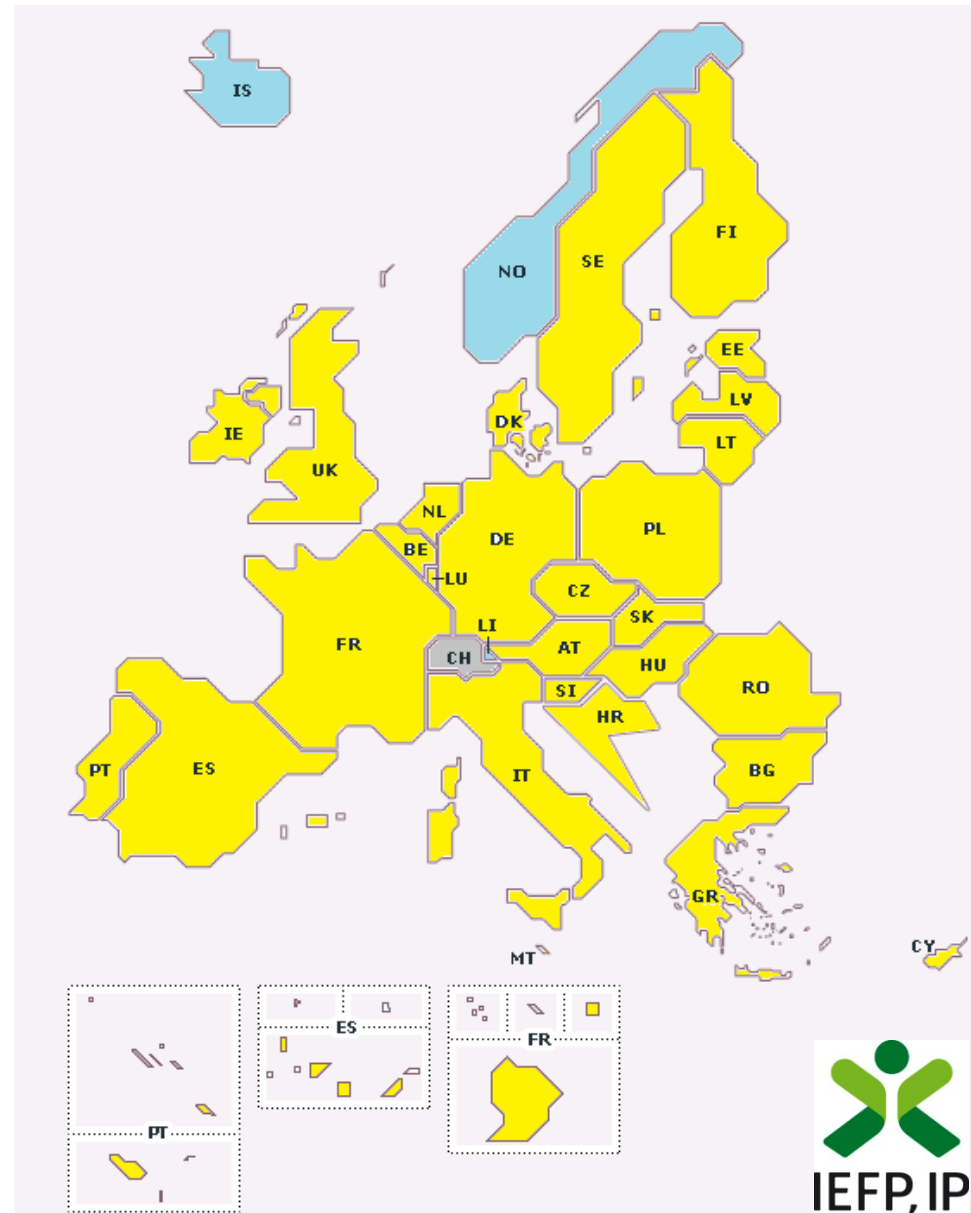 IS
NO
SE
FI
EE
LV
LT
DK
IE
UK
NL
BE
LU
DE
PL
CZ
SK
LI
CH
AT
HU
FR
SI
HR
RO
PT
ES
IT
BG
GR
MT
CY
ES
FR
PT
IEFP, IP